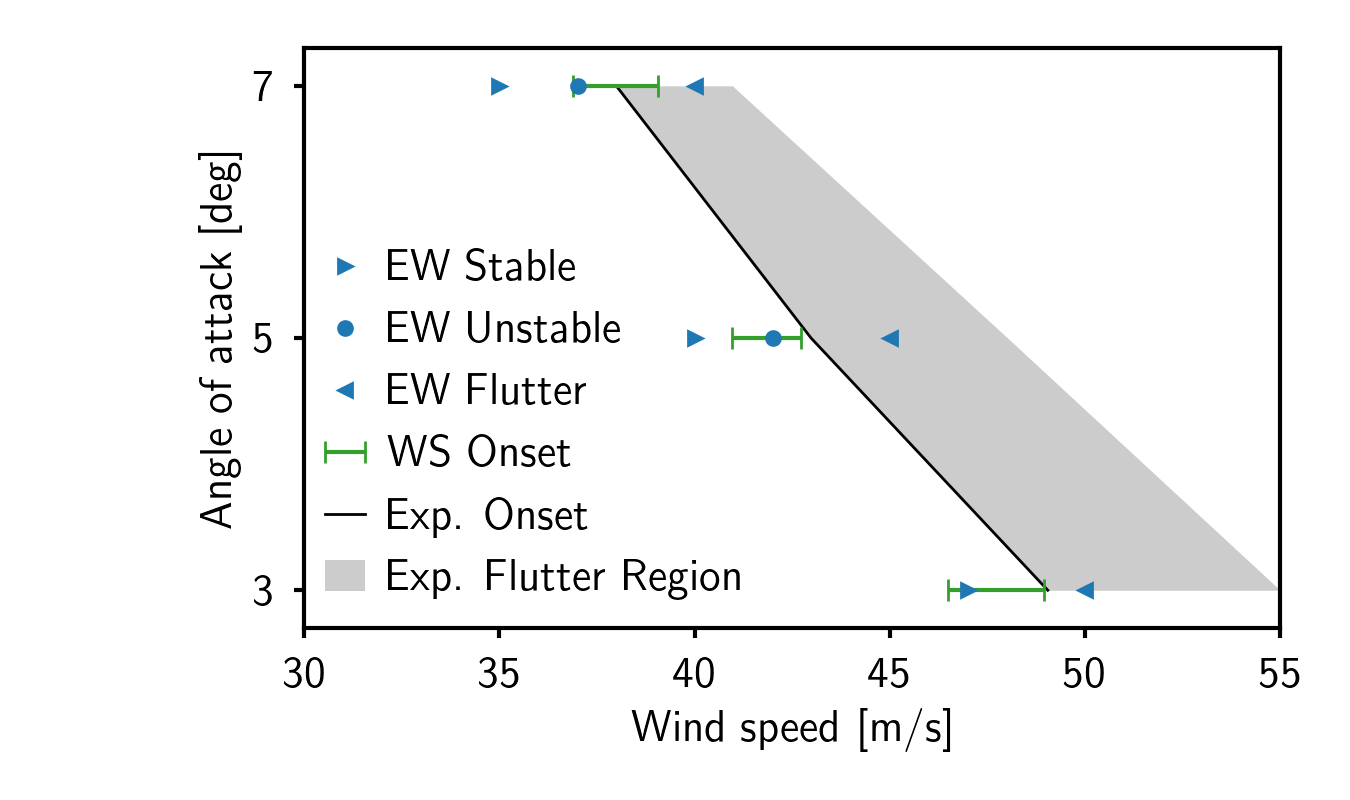 7
5
3
Angle of attack [deg]
EW Stable
EW Unstable
EW Flutter
WS Onset
Exp. Onset
Exp. Flutter Region
30 35 40 45 50 55
Wind speed [m/s]